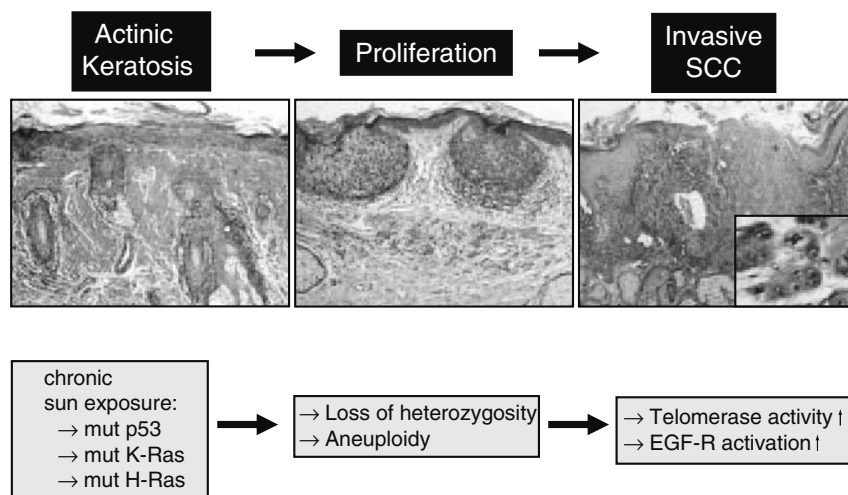 Actinic
Keratosis
Proliferation
Invasive
SCC
chronic
sun exposure:
→ mut p53
→ mut K-Ras
→ mut H-Ras
→ Loss of heterozygosity
→ Aneuploidy
→ Telomerase activity ↑
→ EGF-R activation ↑